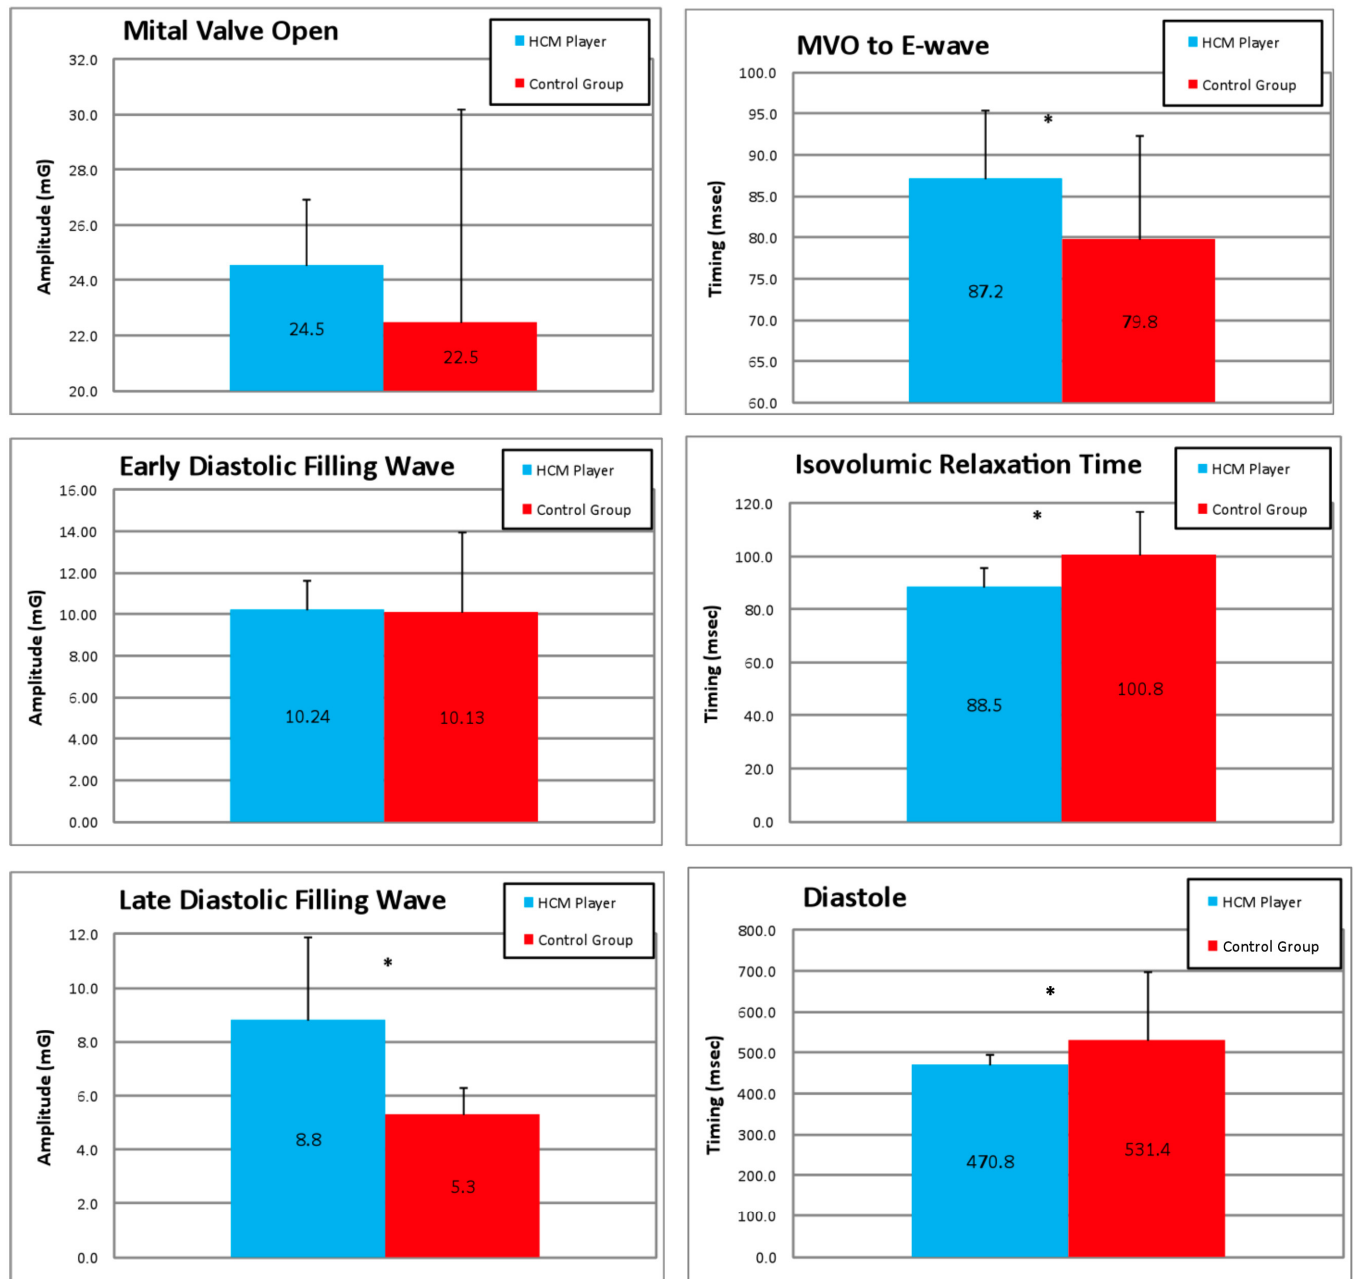 Mital Valve Open
HCM Player
Control Group
Amplitude (mG)
32.0
30.0
28.0
26.0
24.0
22.0
20.0
24.5
22.5
MVO to E-wave
HCM Player
Control Group
Timing (msec)
100.0
95.0
90.0
85.0
80.0
75.0
70.0
65.0
60.0
*
87.2
79.8
Early Diastolic Filling Wave
HCM Player
Control Group
Amplitude (mG)
16.00
14.00
12.00
10.00
8.00
6.00
4.00
2.00
0.00
10.24
10.13
Isovolumic Relaxation Time
HCM Player
Control Group
Timing (msec)
120.0
100.0
80.0
60.0
40.0
20.0
0.0
*
88.5
100.8
Late Diastolic Filling Wave
HCM Player
Control Group
Amplitude (mG)
12.0
10.0
8.0
6.0
4.0
2.0
0.0
*
8.8
5.3
Diastole
HCM Player
Control Group
Timing (msec)
800.0
700.0
600.0
500.0
400.0
300.0
200.0
100.0
0.0
*
470.8
531.4